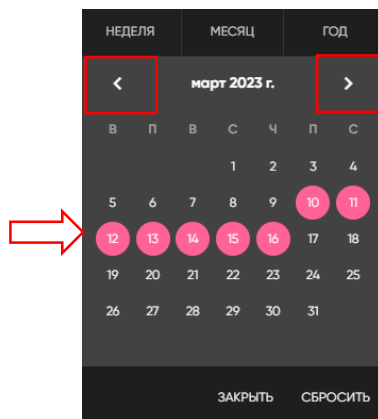 НЕДЕЛЯ МЕСЯЦ ГОД
март 2023 г.
В П В С Ч П С
1 2 3 4
5 6 7 8 9 10 11
12 13 14 15 16 17 18
19 20 21 22 23 24 25
26 27 28 29 30 31
ЗАКРЫТЬ СБРОСИТЬ